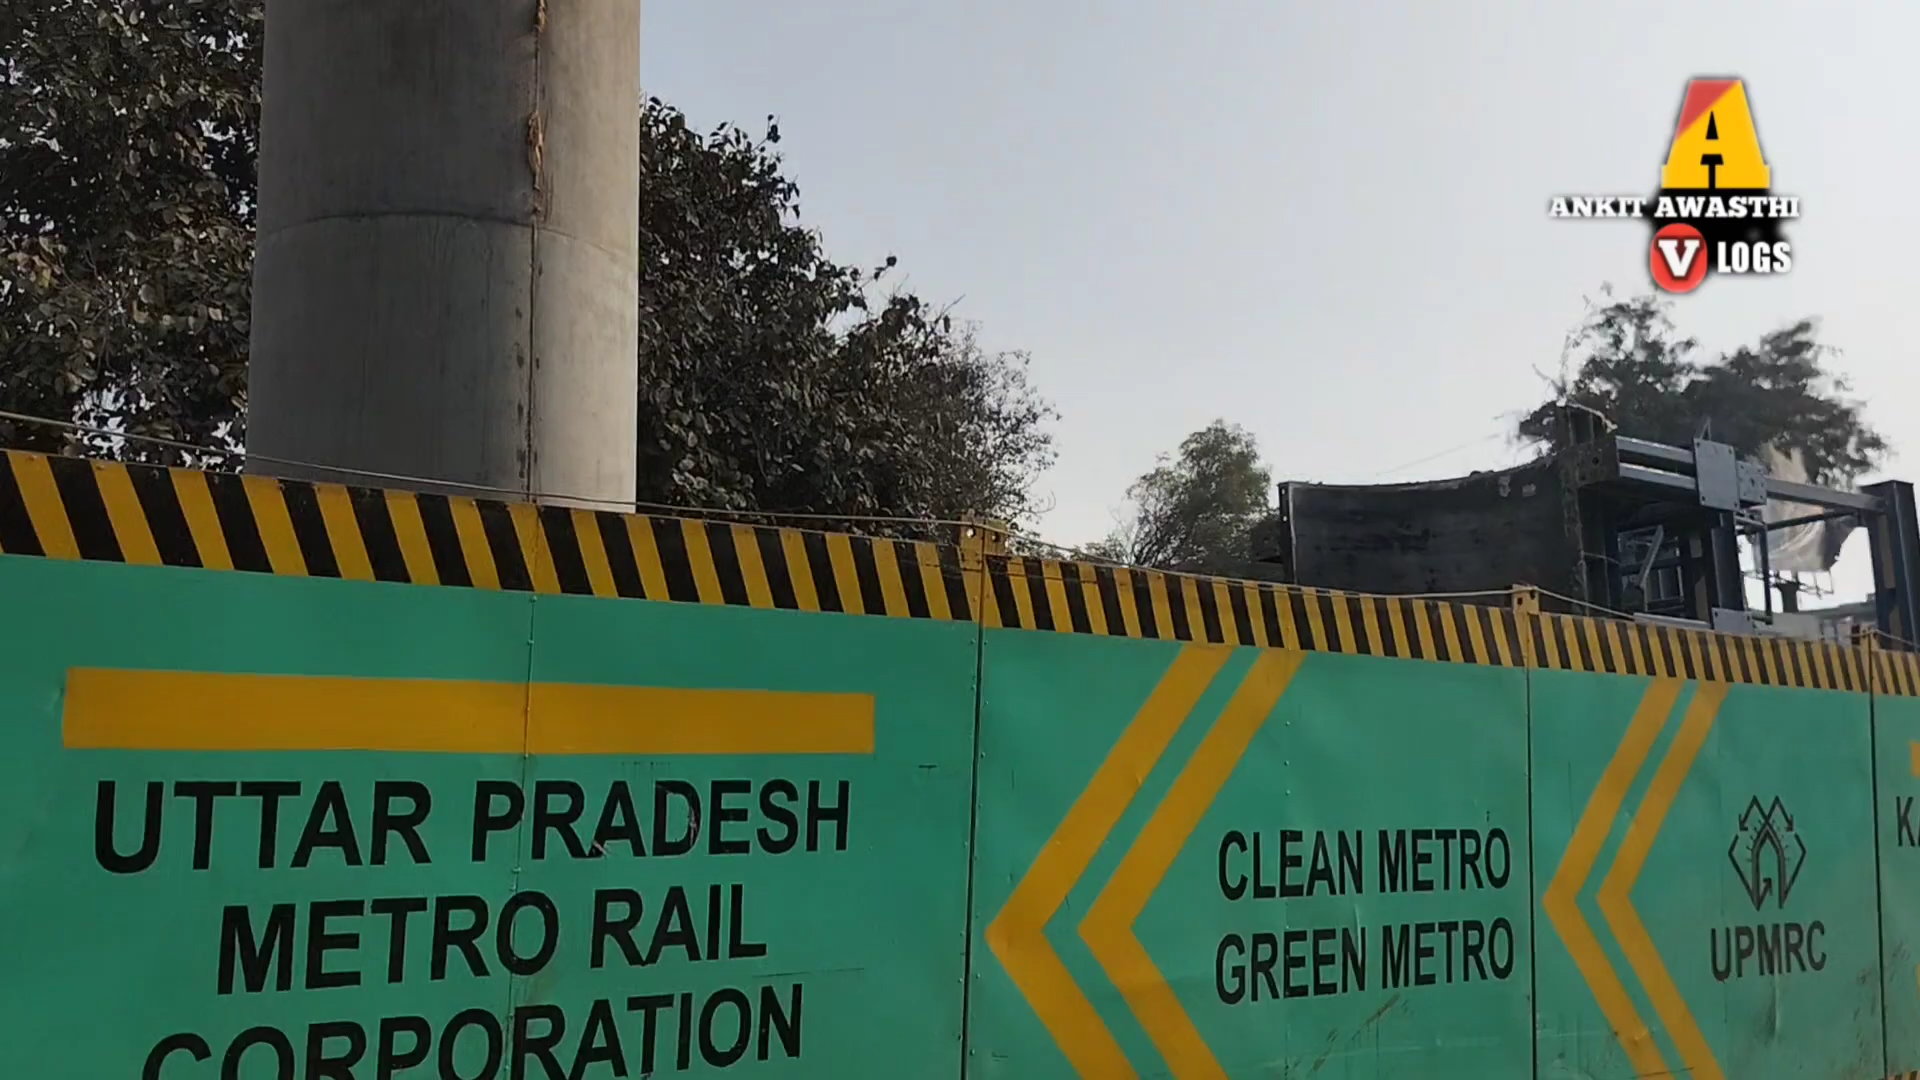 ANKIT AWASTHI
V LOGS
UTTAR PRADESH
METRO RAIL
CORPORATION
CLEAN METRO
GREEN METRO
UPMRC